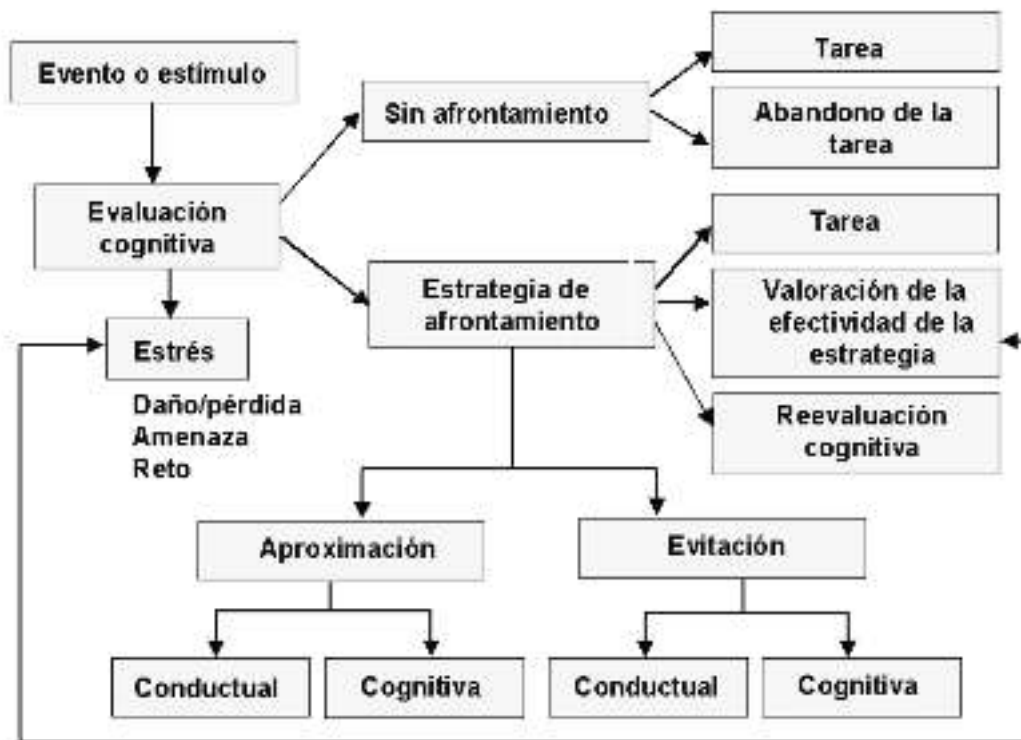 Evento o estímulo
Evaluación
cognitiva
Estrés
Daño/pérdida
Amenaza
Reto
Sin afrontamiento
Tarea
Abandono de la
tarea
Estrategia de
afrontamiento
Tarea
Valoración de la
efectividad de la
estrategia
Reevaluación
cognitiva
Aproximación
Evitación
Conductual
Cognitiva
Conductual
Cognitiva